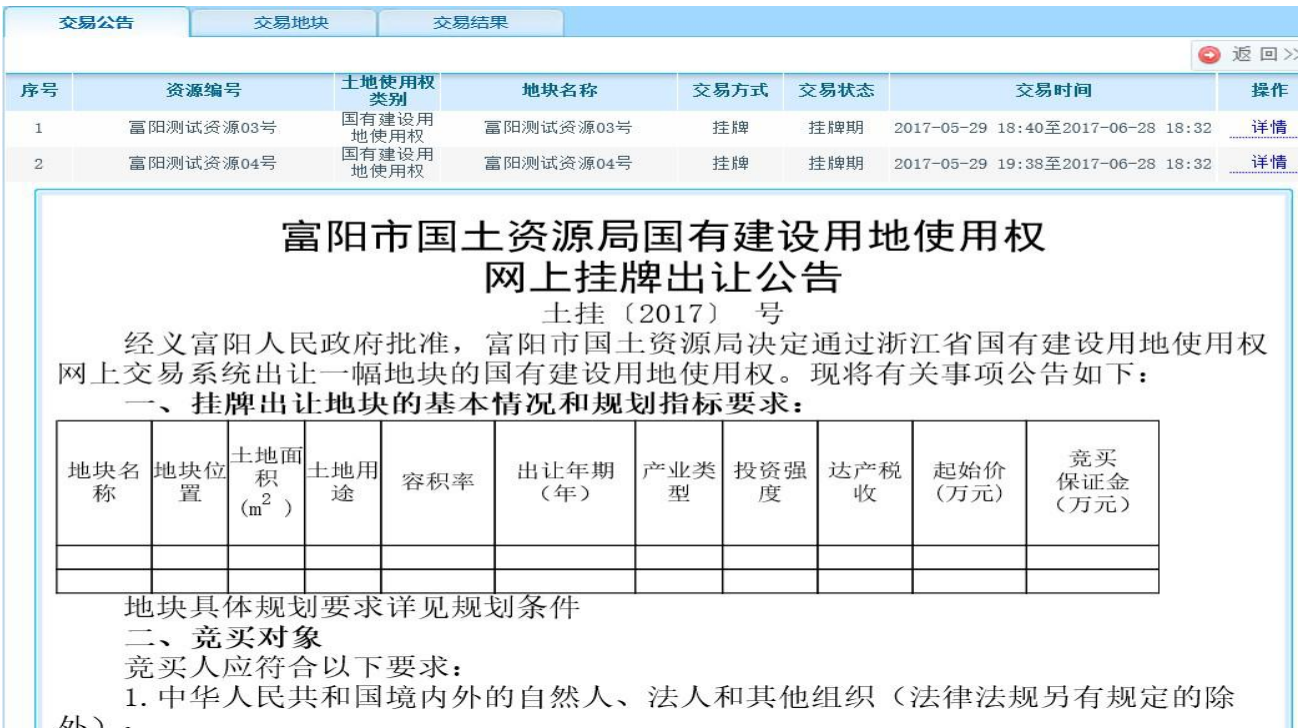 交易公告 交易地块 交易结果
返回>>
序号 资源编号 土地使用权类别 地块名称 交易方式 交易状态 交易时间 操作
1 富阳测试资源03号 国有建设用地使用权 富阳测试资源03号 挂牌 挂牌期 2017-05-29 18:40至2017-06-28 18:32 详情
2 富阳测试资源04号 国有建设用地使用权 富阳测试资源04号 挂牌 挂牌期 2017-05-29 19:38至2017-06-28 18:32 详情
富阳市国土资源局国有建设用地使用权
网上挂牌出让公告
土挂〔2017〕 号
经义富阳人民政府批准，富阳市国土资源局决定通过浙江省国有建设用地使用权
网上交易系统出让一幅地块的国有建设用地使用权。现将有关事项公告如下：
一、挂牌出让地块的基本情况和规划指标要求：
地块名称 地块位置 土地面积(m²) 土地用途 容积率 出让年期（年） 产业类型 投资强度 达产税收 起始价(万元) 竞买保证金（万元）
地块具体规划要求详见规划条件
二、竞买对象
竞买人应符合以下要求：
1.中华人民共和国境内外的自然人、法人和其他组织（法律法规另有规定的除